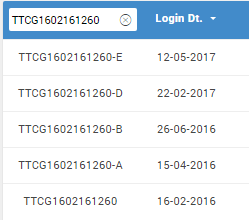 TTCG1602161260 Login Dt.
TTCG1602161260-E 12-05-2017
TTCG1602161260-D 22-02-2017
TTCG1602161260-B 26-06-2016
TTCG1602161260-A 15-04-2016
TTCG1602161260 16-02-2016